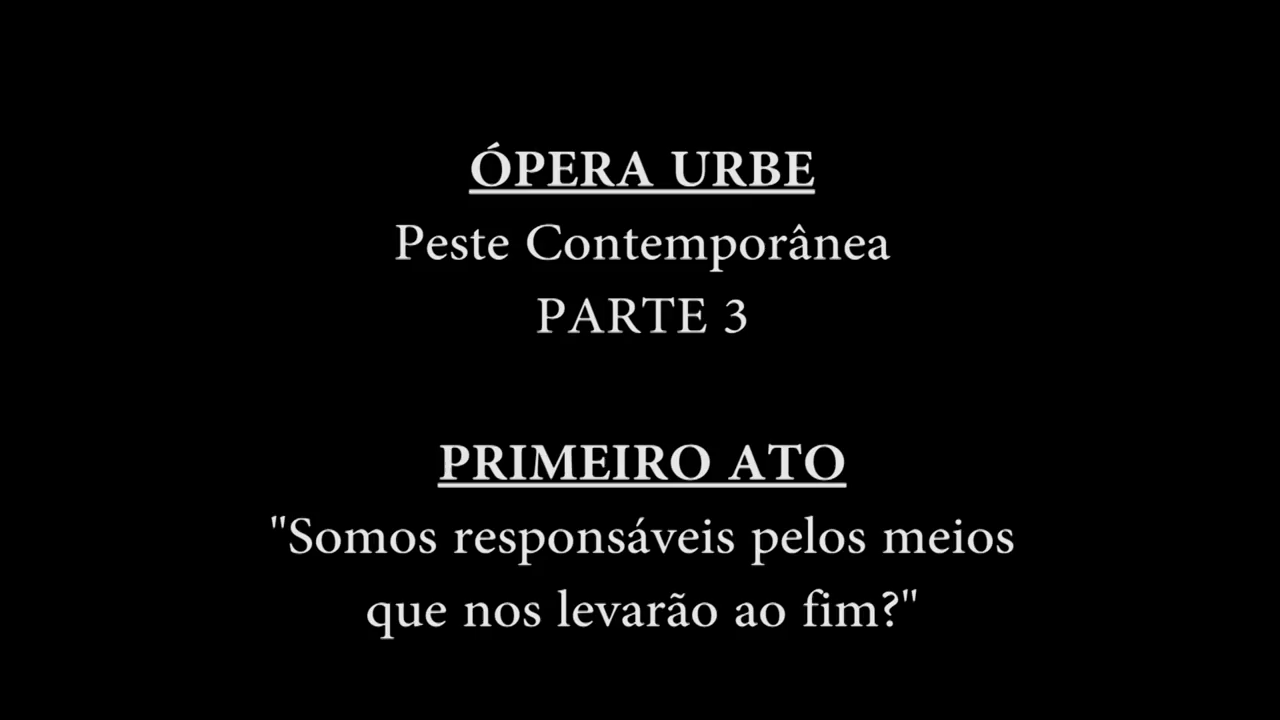 ÓPERA URBE
Peste Contemporânea
PARTE 3
PRIMEIRO ATO
"Somos responsáveis pelos meios
que nos levarão ao fim?"